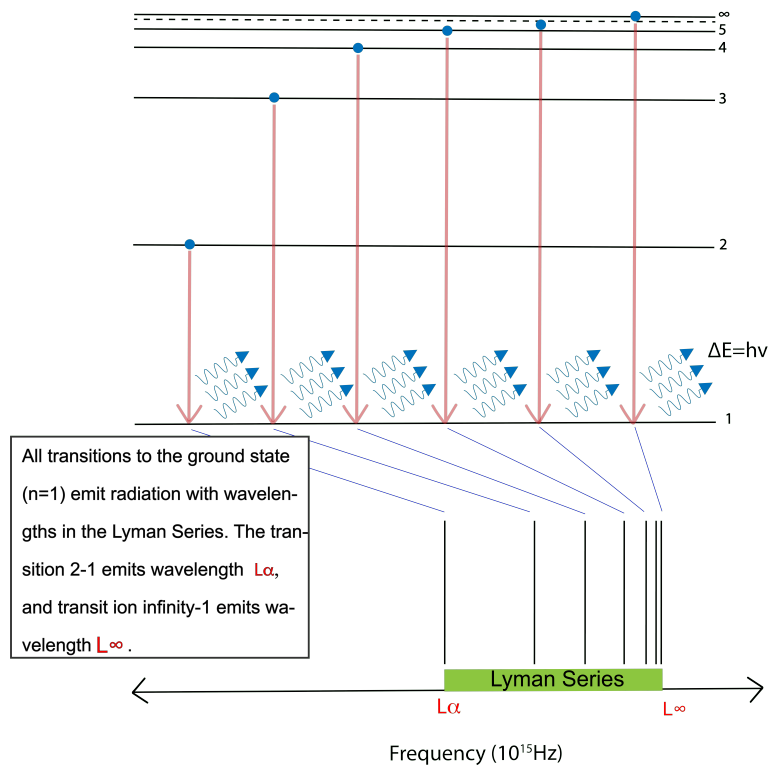 ∞
5
4
3
2
ΔE=hν
1
All transitions to the ground state
(n=1) emit radiation with wavelen-
gths in the Lyman Series. The tran-
sition 2-1 emits wavelength Lα,
and transit ion infinity-1 emits wa-
velength L∞ .
Lyman Series
Lα
L∞
Frequency (10¹⁵Hz)